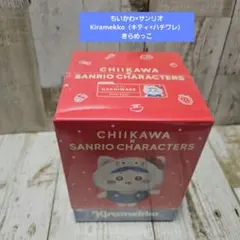 ちいかわ×サンリオ
Kiramekko（キティ×ハチワレ）
きらめっこ
CHIIKAWA
×
SANRIO CHARACTERS
HACHIWARE
CHIIKAWA
×
SANRIO CHARACTERS
Kiramekko